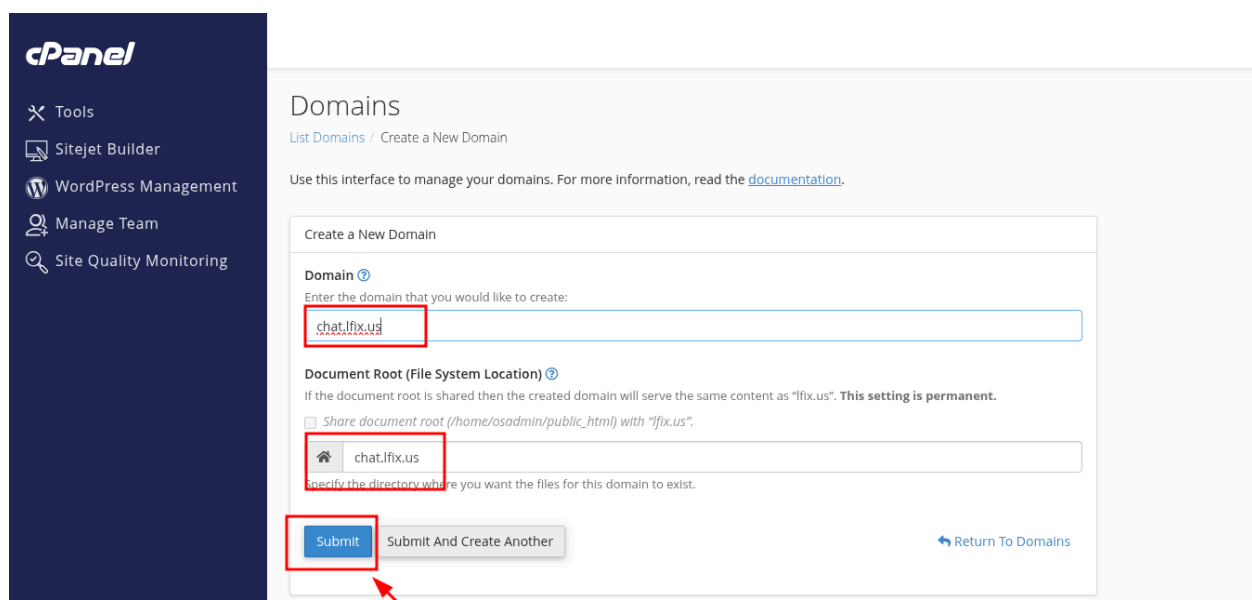 cPanel
Tools
Sitejet Builder
WordPress Management
Manage Team
Site Quality Monitoring
Domains
List Domains / Create a New Domain
Use this interface to manage your domains. For more information, read the documentation.
Create a New Domain
Domain
Enter the domain that you would like to create:
chat.lfix.us
Document Root (File System Location)
If the document root is shared then the created domain will serve the same content as “lfix.us”. This setting is permanent.
Share document root (/home/osadmin/public_html) with “lfix.us”.
chat.lfix.us
Specify the directory where you want the files for this domain to exist.
Submit Submit And Create Another Return To Domains